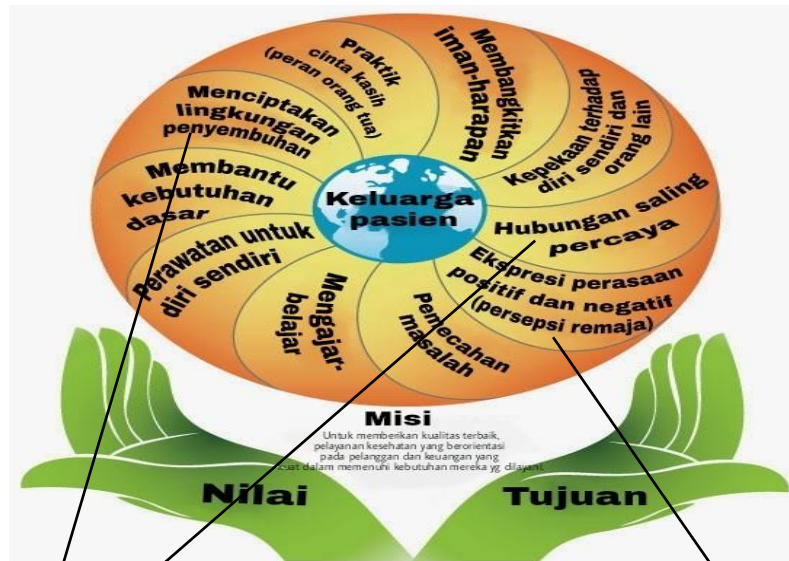 Praktik
cinta kasih
(peran orang tua)
Membangkitkan
iman-harapan
Kepekaan terhadap
diri sendiri dan
orang lain
Hubungan saling
percaya
Ekspresi perasaan
positif dan negatif
(persepsi remaja)
Pemecahan
masalah
Mengajar-
belajar
Perawatan untuk
diri sendiri
Membantu
kebutuhan
dasar
Menciptakan
lingkungan
penyembuhan
Keluarga
pasien
Misi
Untuk memberikan kualitas terbaik,
pelayanan kesehatan yang berorientasi
pada pelanggan dan keuangan yang
dalam memenuhi kebutuhan mereka yg dilayani.
Nilai
Tujuan